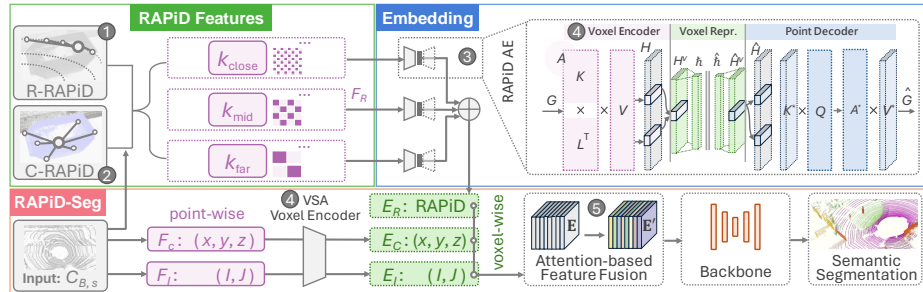 RAPiD Features
1
R-RAPiD
C-RAPiD
2
k_close
...
k_mid
...
k_far
...
F_R
Embedding
3
RAPiD AE
4 Voxel Encoder
Voxel Repr.
Point Decoder
A
K
H
H^v
ħ
ĥ
Ĥ^v
Ĥ
G
×
×
V
L^T
K'
×
Q
A'
×
V'
Ĝ
RAPiD-Seg
Input: C_{B,s}
point-wise
F_C: (x, y, z)
F_I: (I, J)
4 VSA
Voxel Encoder
E_R: RAPiD
E_C: (x, y, z)
E_I: (I, J)
voxel-wise
E
5
E'
Attention-based
Feature Fusion
Backbone
Semantic
Segmentation